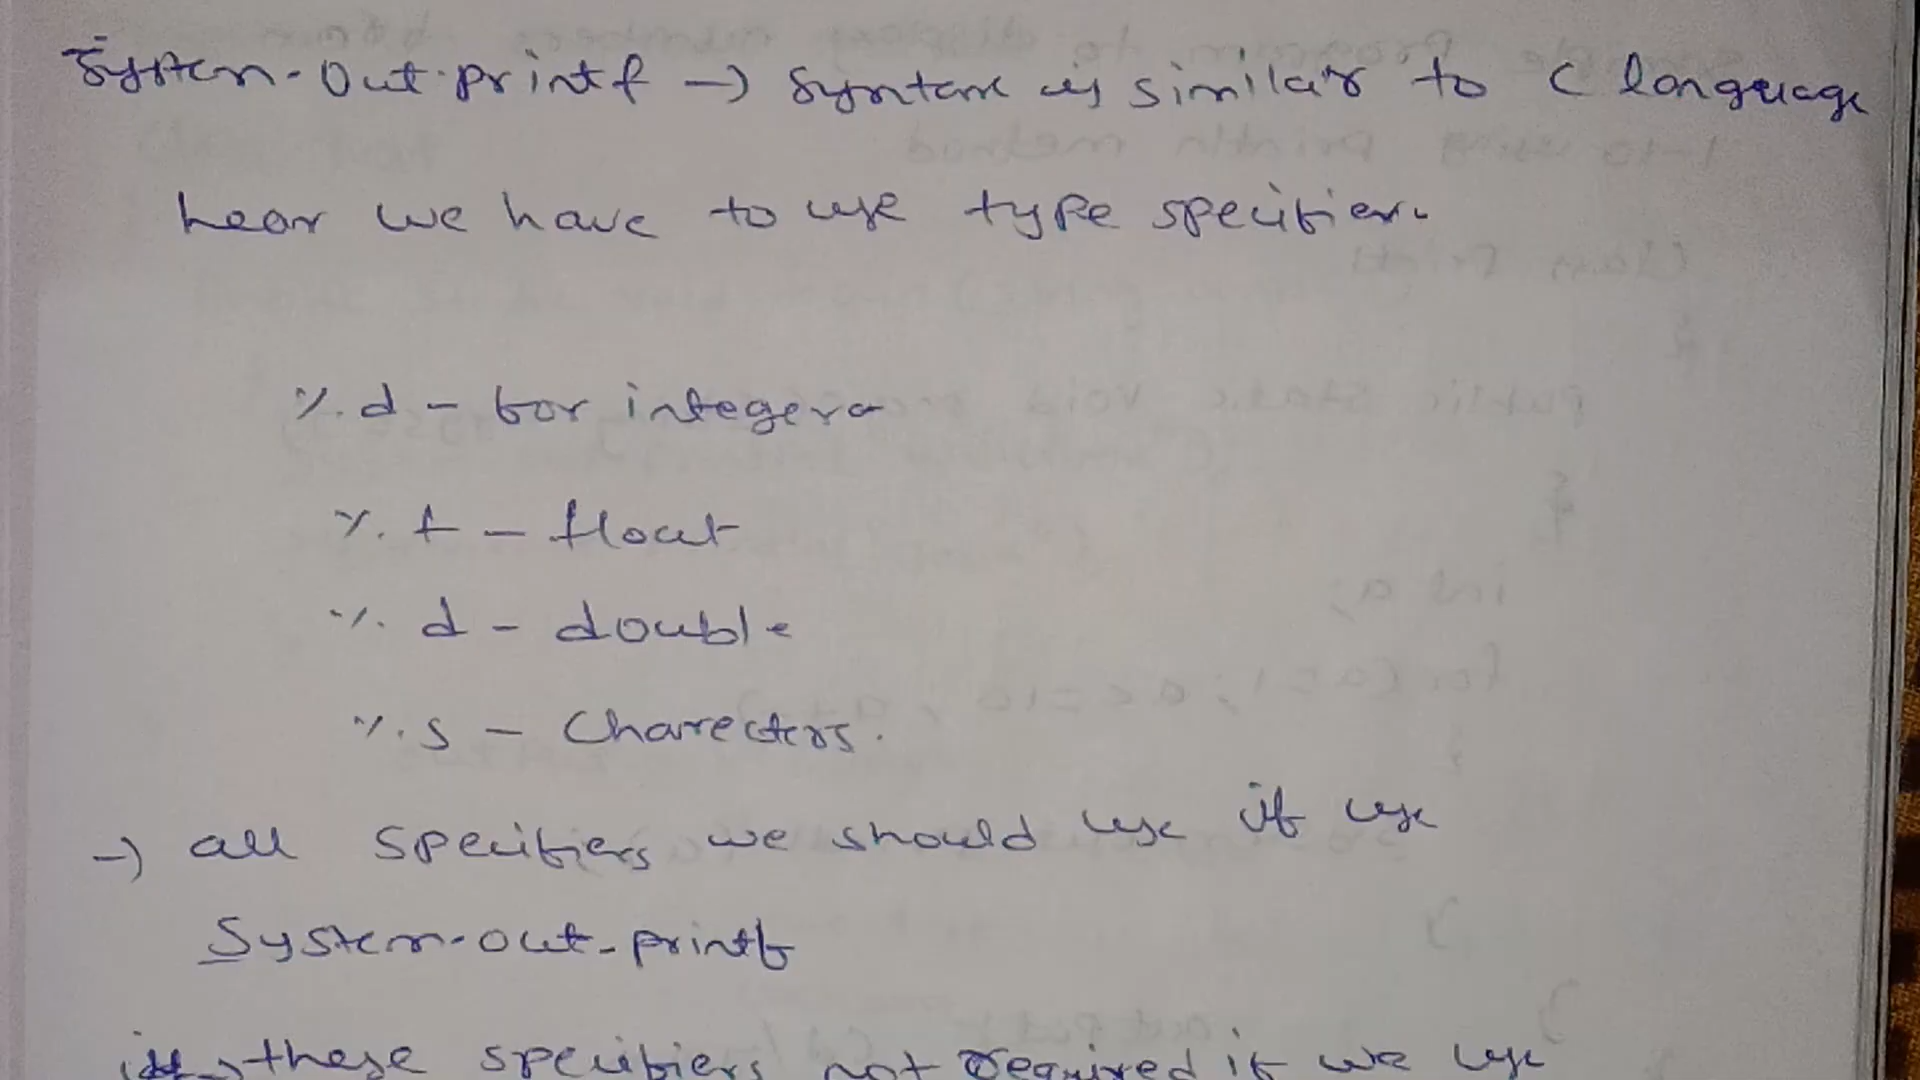 System.Out.printf → Syntax is similar to C language
hear we have to use type specifier.
%d - for integer
%f - float
%d - double
%s - Charecters.
→ all specifiers we should use if use
System.out.printf
these specifiers not required if we use